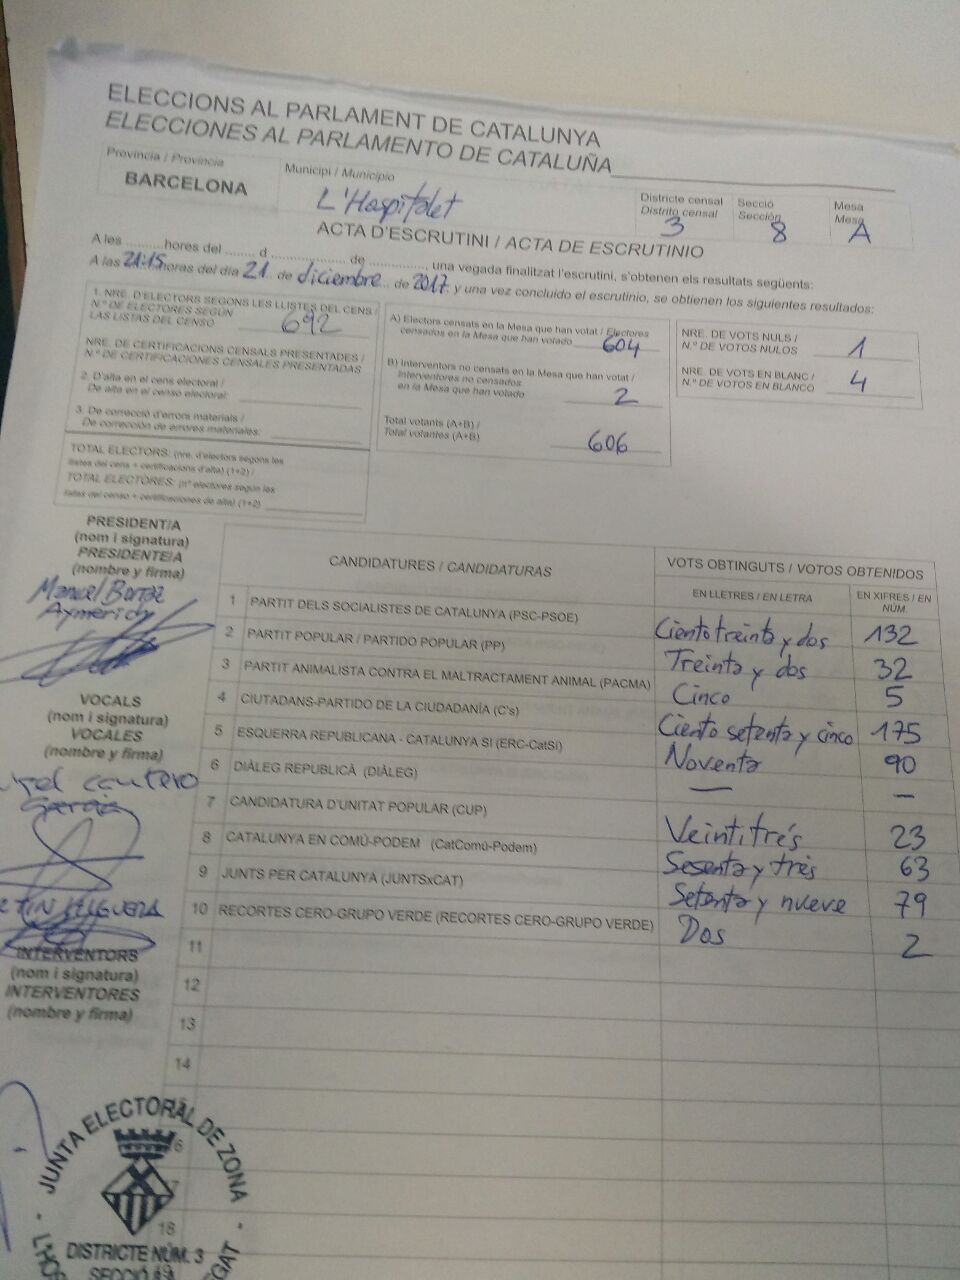 ELECCIONS AL PARLAMENT DE CATALUNYA
ELECCIONES AL PARLAMENTO DE CATALUÑA
Provincia / Provincia
BARCELONA
Municipi / Municipio
L'Hospitalet
Districte censal
Distrito censal
3
Secció
Sección
8
Mesa
Mesa
A
ACTA D'ESCRUTINI / ACTA DE ESCRUTINIO
A les ..........hores del ....... d .................... de .............., una vegada finalitzat l'escrutini, s'obtenen els resultats següents:
A las 21:15 horas del día 21 de diciembre... de 2017 y una vez concluido el escrutinio, se obtienen los siguientes resultados:
1. NRE. D'ELECTORS SEGONS LES LLISTES DEL CENS /
N.º DE ELECTORES SEGÚN
LAS LISTAS DEL CENSO
692
NRE. DE CERTIFICACIONS CENSALS PRESENTADES /
N.º DE CERTIFICACIONES CENSALES PRESENTADAS
2. D'alta en el cens electoral /
De alta en el censo electoral:
3. De correcció d'errors materials /
De corrección de errores materiales:
TOTAL ELECTORS: (nre. d'electors segons les
llistes del cens + certificacions d'alta) (1+2) /
TOTAL ELECTORES: (nº electores según las
listas del censo + certificaciones de alta) (1+2)
A) Electors censats en la Mesa que han votat / Electores
censados en la Mesa que han votado
604
B) Interventors no censats en la Mesa que han votat /
Interventores no censados
en la Mesa que han votado
2
Total votants (A+B) /
Total votantes (A+B)
606
NRE. DE VOTS NULS /
N.º DE VOTOS NULOS
1
NRE. DE VOTS EN BLANC /
N.º DE VOTOS EN BLANCO
4
PRESIDENT/A
(nom i signatura)
PRESIDENTE/A
(nombre y firma)
Manuel
Aymerich
VOCALS
(nom i signatura)
VOCALES
(nombre y firma)
cantero
García
INTERVENTORS
(nom i signatura)
INTERVENTORES
(nombre y firma)
CANDIDATURES / CANDIDATURAS
VOTS OBTINGUTS / VOTOS OBTENIDOS
EN LLETRES / EN LETRA
EN XIFRES / EN NÚM.
1 PARTIT DELS SOCIALISTES DE CATALUNYA (PSC-PSOE) Ciento treinta y dos 132
2 PARTIT POPULAR / PARTIDO POPULAR (PP) Treinta y dos 32
3 PARTIT ANIMALISTA CONTRA EL MALTRACTAMENT ANIMAL (PACMA) Cinco 5
4 CIUTADANS-PARTIDO DE LA CIUDADANÍA (C's) Ciento setenta y cinco 175
5 ESQUERRA REPUBLICANA - CATALUNYA SÍ (ERC-CatSí) Noventa 90
6 DIÀLEG REPUBLICÀ (DIÀLEG) — —
7 CANDIDATURA D'UNITAT POPULAR (CUP) Veintitrés 23
8 CATALUNYA EN COMÚ-PODEM (CatComú-Podem) Sesenta y trés 63
9 JUNTS PER CATALUNYA (JUNTSxCAT) Setenta y nueve 79
10 RECORTES CERO-GRUPO VERDE (RECORTES CERO-GRUPO VERDE) Dos 2
11
12
13
14
18
JUNTA ELECTORAL DE ZONA
DISTRICTE NÚM. 3